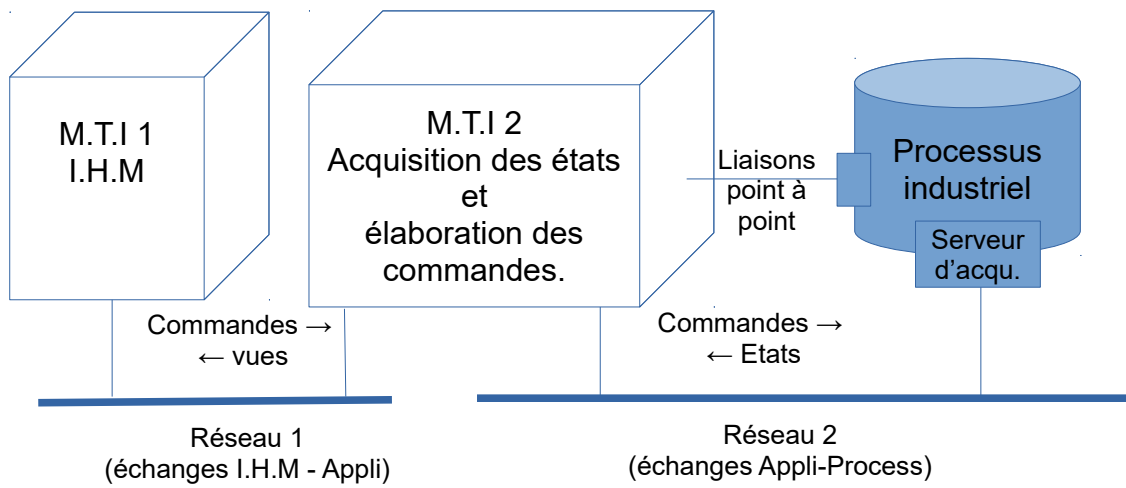 M.T.I 1
I.H.M
M.T.I 2
Acquisition des états
et
élaboration des
commandes.
Liaisons
point à
point
Processus
industriel
Serveur
d’acqu.
Commandes →
← vues
Commandes →
← Etats
Réseau 1
(échanges I.H.M - Appli)
Réseau 2
(échanges Appli-Process)